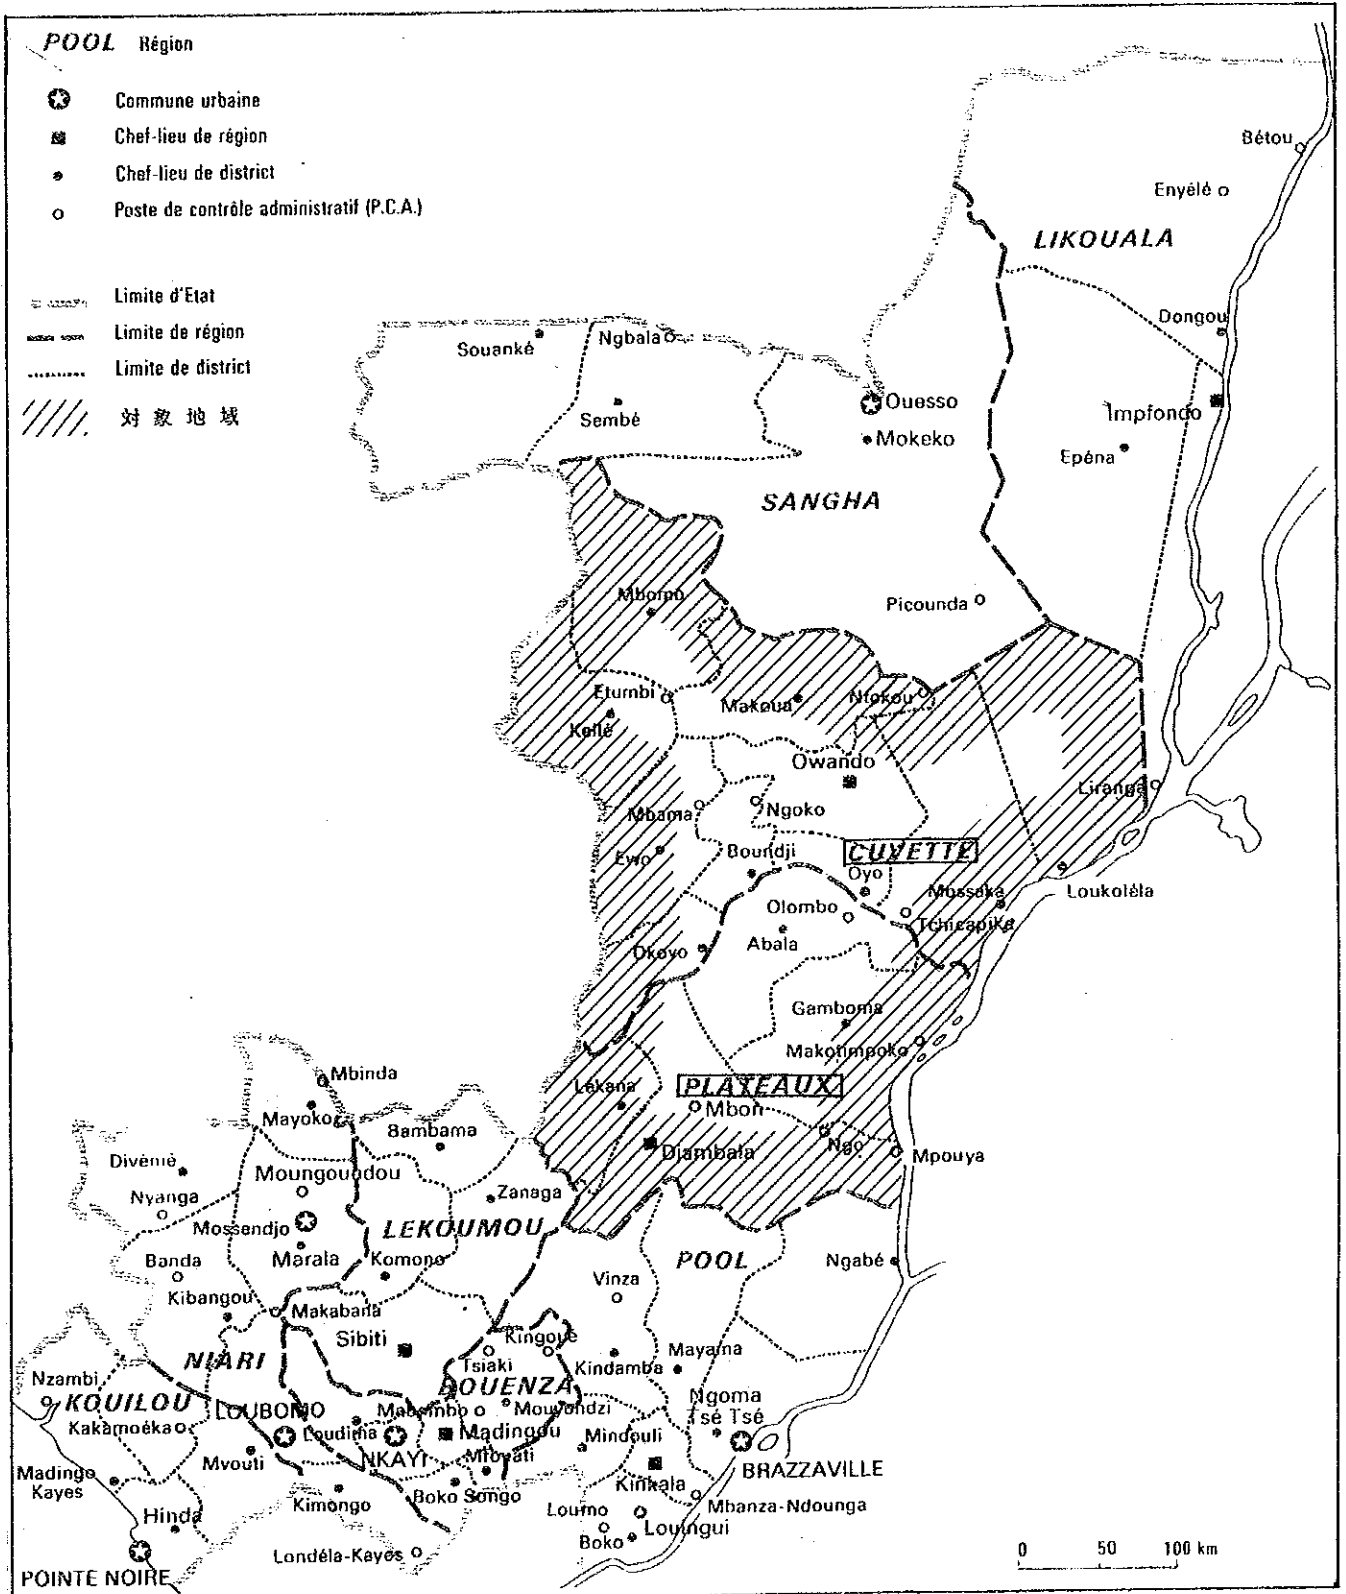 POOL Région
Commune urbaine
Chef-lieu de région
Chef-lieu de district
Poste de contrôle administratif (P.C.A.)
Limite d'Etat
Limite de région
Limite de district
対象地域
Bétou
Enyélé
LIKOUALA
Dongou
Souanké
Ngbala
Sembé
Ouesso
Impfondo
Mokeko
Epéna
SANGHA
Mbomo
Picounda
Etumbi
Makoua
Ntokou
Kellé
Owando
Liranga
Mbama
Ngoko
Ewo
Boundji
CUVETTE
Oyo
Mossaka
Loukoléla
Olombo
Tchicapika
Abala
Okoyo
Gamboma
Makotimpoko
Mbinda
Lékana
PLATEAUX
Mbon
Mayoko
Bambama
Djambala
Ngo
Mpouya
Divénié
Moungoundou
Nyanga
Zanaga
Mossendjo
LEKOUMOU
Marala
Komono
POOL
Banda
Ngabé
Vinza
Kibangou
Makabana
Sibiti
Kingoué
NIARI
Tsiaki
Kindamba
Mayama
Nzambi
KOUILOU
BOUENZA
Ngoma
Tsé Tsé
LOUBOMO
Mabombo
Mouyondzi
Kakamoéka
Loudima
Madingou
Mindouli
Mvouti
NKAYI
Mfouati
BRAZZAVILLE
Madingo
Kayes
Kinkala
Kimongo
Boko Songo
Mbanza-Ndounga
Hinda
Loumo
Louingui
Boko
Londéla-Kayes
POINTE NOIRE
0 50 100 km